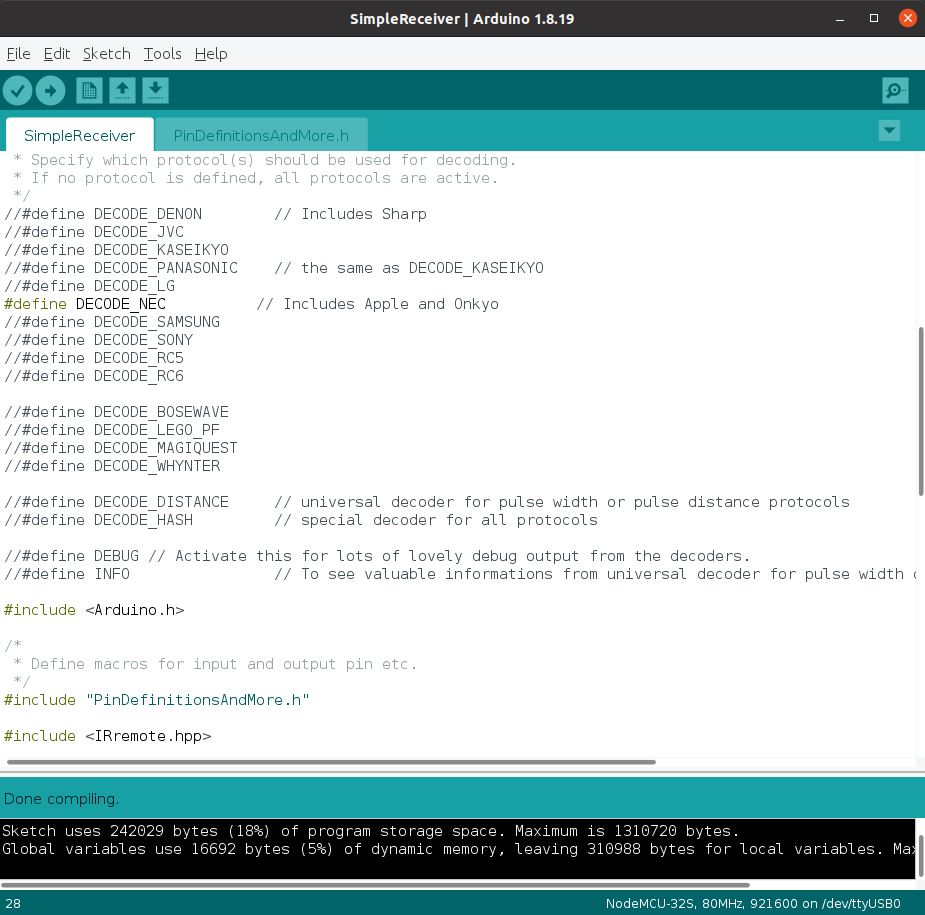 SimpleReceiver | Arduino 1.8.19
File Edit Sketch Tools Help
SimpleReceiver PinDefinitionsAndMore.h
* Specify which protocol(s) should be used for decoding.
* If no protocol is defined, all protocols are active.
*/
//#define DECODE_DENON // Includes Sharp
//#define DECODE_JVC
//#define DECODE_KASEIKYO
//#define DECODE_PANASONIC // the same as DECODE_KASEIKYO
//#define DECODE_LG
#define DECODE_NEC // Includes Apple and Onkyo
//#define DECODE_SAMSUNG
//#define DECODE_SONY
//#define DECODE_RC5
//#define DECODE_RC6
//#define DECODE_BOSEWAVE
//#define DECODE_LEGO_PF
//#define DECODE_MAGIQUEST
//#define DECODE_WHYNTER
//#define DECODE_DISTANCE // universal decoder for pulse width or pulse distance protocols
//#define DECODE_HASH // special decoder for all protocols
//#define DEBUG // Activate this for lots of lovely debug output from the decoders.
//#define INFO // To see valuable informations from universal decoder for pulse width
#include <Arduino.h>
/*
* Define macros for input and output pin etc.
*/
#include "PinDefinitionsAndMore.h"
#include <IRremote.hpp>
Done compiling.
Sketch uses 242029 bytes (18%) of program storage space. Maximum is 1310720 bytes.
Global variables use 16692 bytes (5%) of dynamic memory, leaving 310988 bytes for local variables.
28 NodeMCU-32S, 80MHz, 921600 on /dev/ttyUSB0